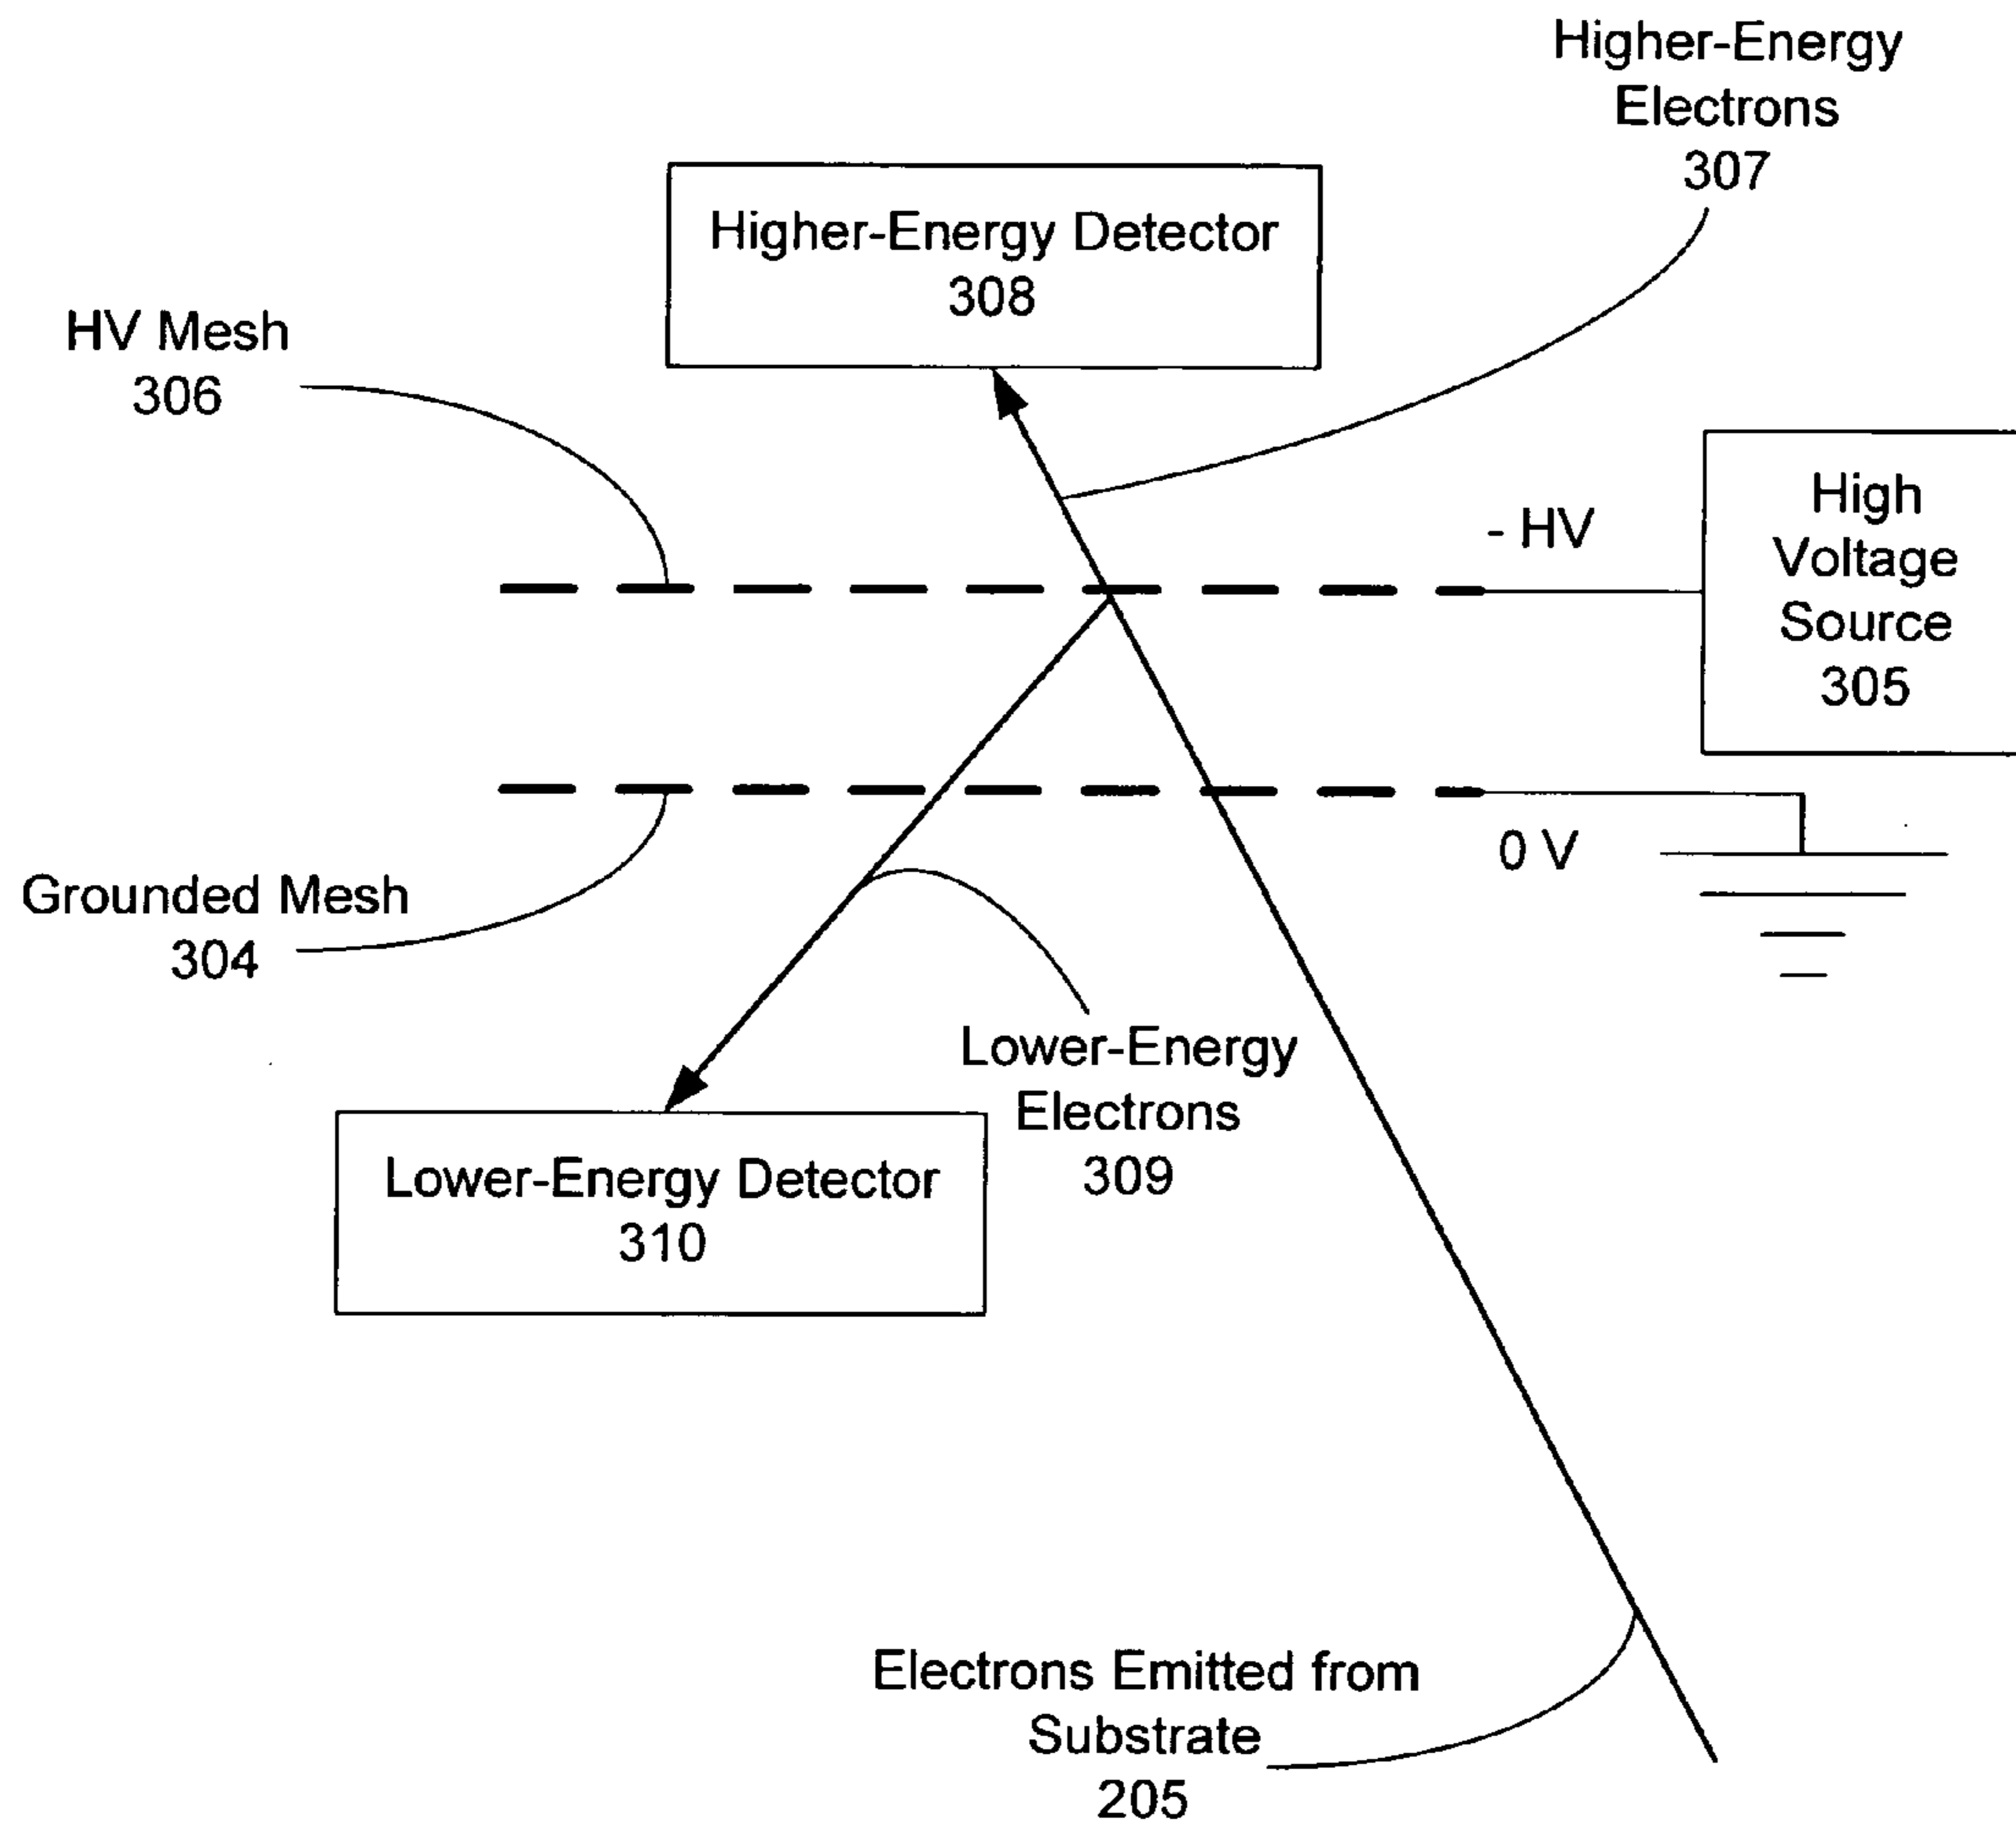 Higher-Energy
Electrons
307
Higher-Energy Detector
308
HV Mesh
306
- HV
High
Voltage
Source
305
0 V
Grounded Mesh
304
Lower-Energy
Electrons
309
Lower-Energy Detector
310
Electrons Emitted from
Substrate
205